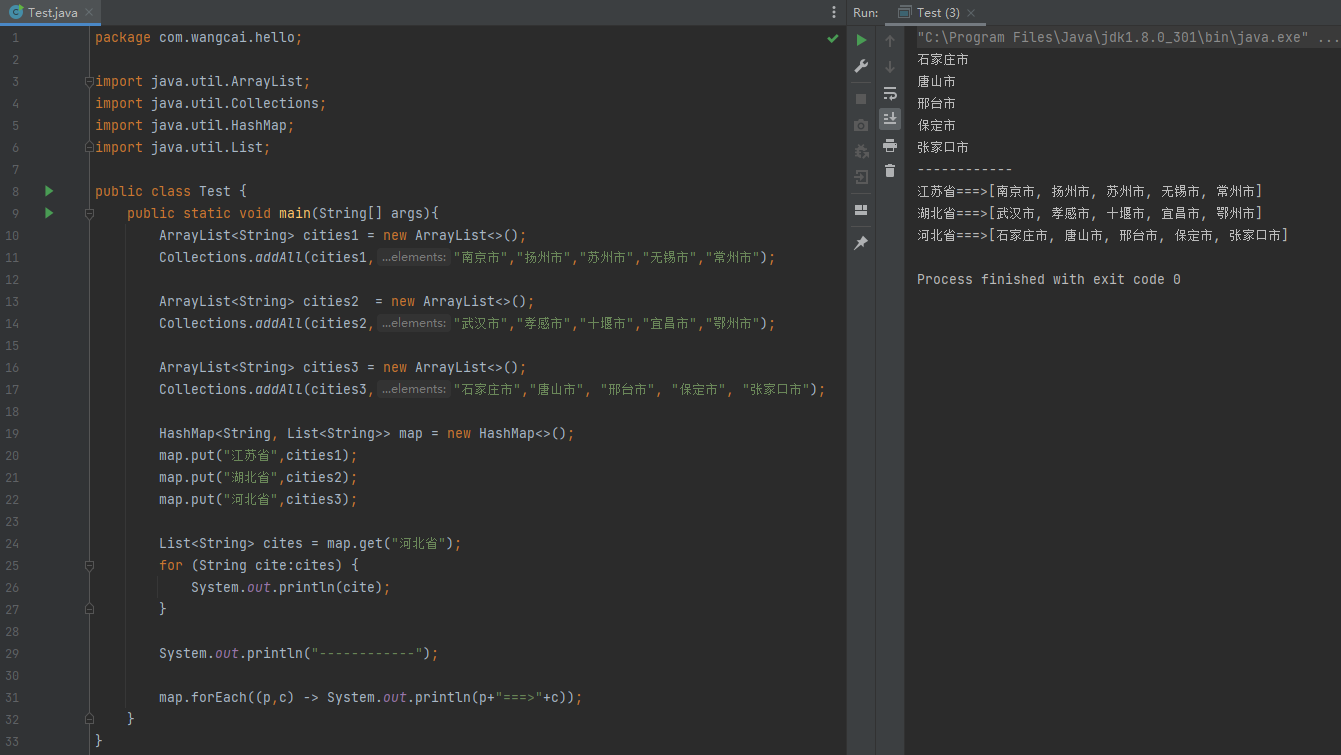 Test.java
1 package com.wangcai.hello;
2
3 import java.util.ArrayList;
4 import java.util.Collections;
5 import java.util.HashMap;
6 import java.util.List;
7
8 public class Test {
9 public static void main(String[] args){
10 ArrayList<String> cities1 = new ArrayList<>();
11 Collections.addAll(cities1, ...elements: "南京市","扬州市","苏州市","无锡市","常州市");
12
13 ArrayList<String> cities2  = new ArrayList<>();
14 Collections.addAll(cities2, ...elements: "武汉市","孝感市","十堰市","宜昌市","鄂州市");
15
16 ArrayList<String> cities3 = new ArrayList<>();
17 Collections.addAll(cities3, ...elements: "石家庄市","唐山市", "邢台市", "保定市", "张家口市");
18
19 HashMap<String, List<String>> map = new HashMap<>();
20 map.put("江苏省",cities1);
21 map.put("湖北省",cities2);
22 map.put("河北省",cities3);
23
24 List<String> cites = map.get("河北省");
25 for (String cite:cites) {
26 System.out.println(cite);
27 }
28
29 System.out.println("------------");
30
31 map.forEach((p,c) -> System.out.println(p+"===>"+c));
32 }
33 }
Run: Test (3)
"C:\Program Files\Java\jdk1.8.0_301\bin\java.exe" ...
石家庄市
唐山市
邢台市
保定市
张家口市
------------
江苏省===>[南京市, 扬州市, 苏州市, 无锡市, 常州市]
湖北省===>[武汉市, 孝感市, 十堰市, 宜昌市, 鄂州市]
河北省===>[石家庄市, 唐山市, 邢台市, 保定市, 张家口市]
Process finished with exit code 0